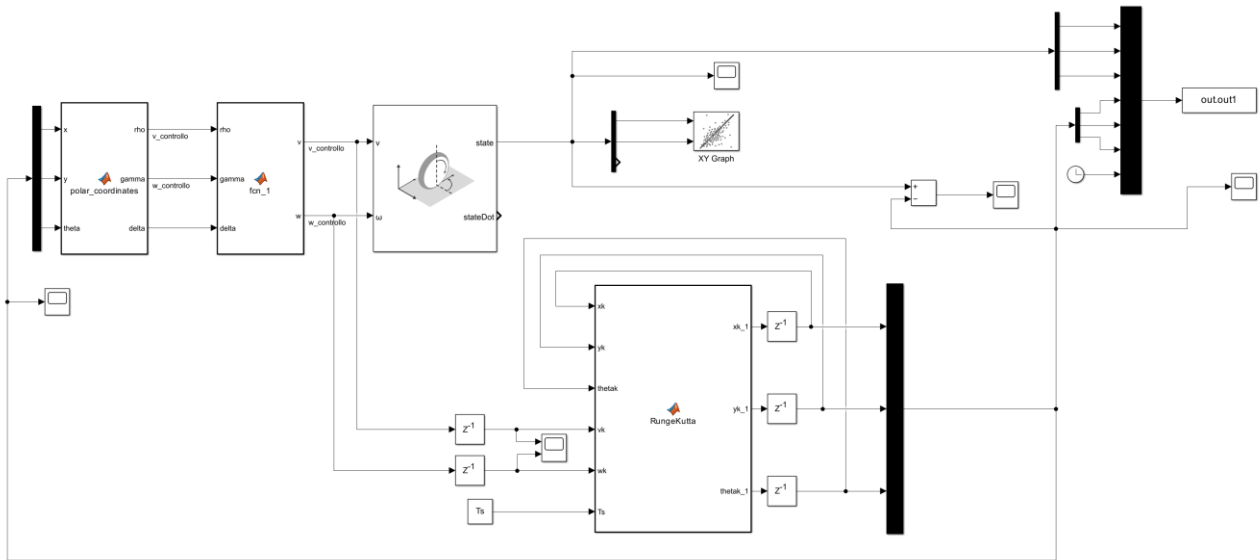 out.out1
XY Graph
x
y
theta
polar_coordinates
rho
gamma
delta
v_controllo
w_controllo
rho
gamma
delta
fcn_1
v
w
v_controllo
w_controllo
v
ω
state
stateDot
+
−
xk
yk
thetak
vk
wk
Ts
RungeKutta
xk_1
yk_1
thetak_1
z-1
z-1
z-1
z-1
z-1
Ts